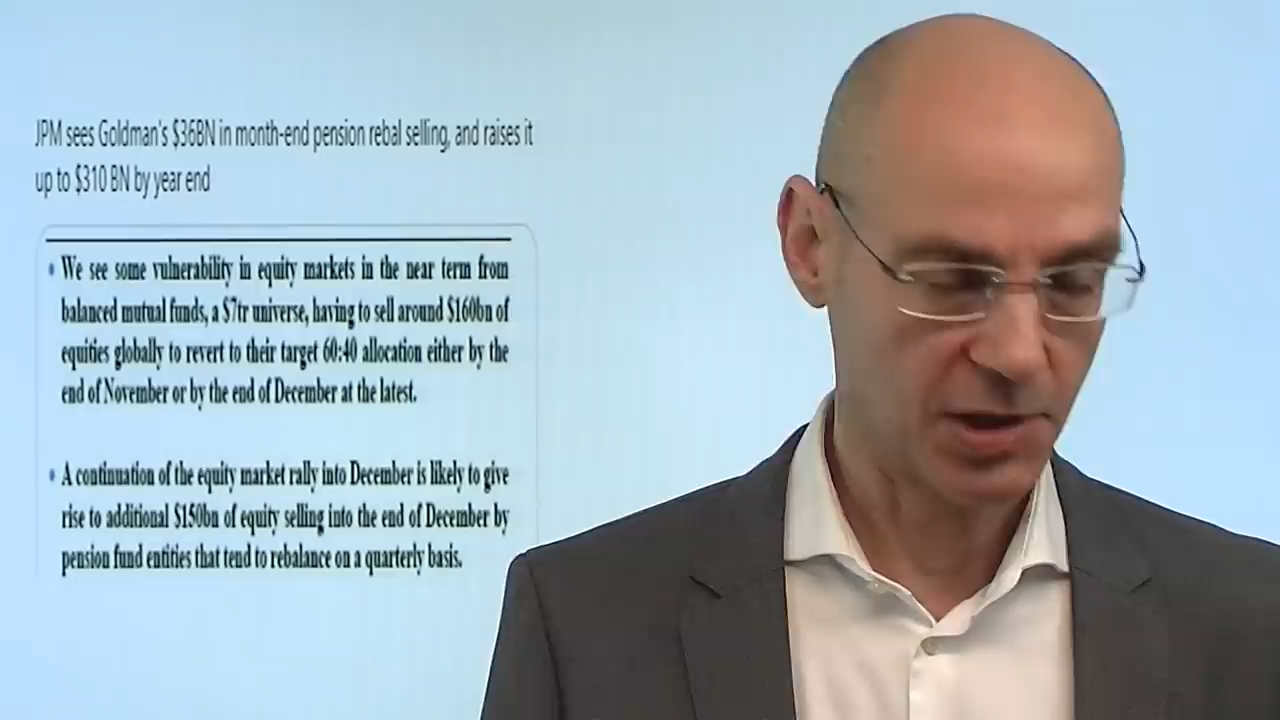 JPM sees Goldman's $36BN in month-end pension rebal selling, and raises it
up to $310 BN by year end
• We see some vulnerability in equity markets in the near term from
balanced mutual funds, a $7tr universe, having to sell around $160bn of
equities globally to revert to their target 60:40 allocation either by the
end of November or by the end of December at the latest.
• A continuation of the equity market rally into December is likely to give
rise to additional $150bn of equity selling into the end of December by
pension fund entities that tend to rebalance on a quarterly basis.